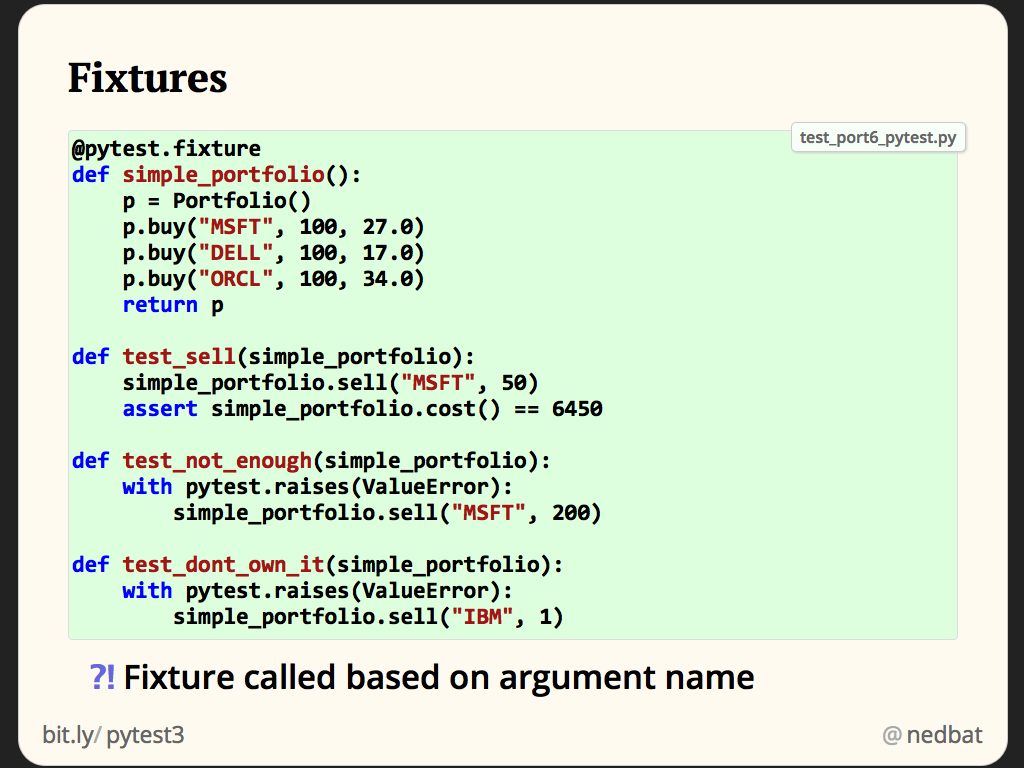 Fixtures
test_port6_pytest.py
@pytest.fixture
def simple_portfolio():
    p = Portfolio()
    p.buy("MSFT", 100, 27.0)
    p.buy("DELL", 100, 17.0)
    p.buy("ORCL", 100, 34.0)
    return p

def test_sell(simple_portfolio):
    simple_portfolio.sell("MSFT", 50)
    assert simple_portfolio.cost() == 6450

def test_not_enough(simple_portfolio):
    with pytest.raises(ValueError):
        simple_portfolio.sell("MSFT", 200)

def test_dont_own_it(simple_portfolio):
    with pytest.raises(ValueError):
        simple_portfolio.sell("IBM", 1)
?! Fixture called based on argument name
bit.ly/pytest3
@nedbat